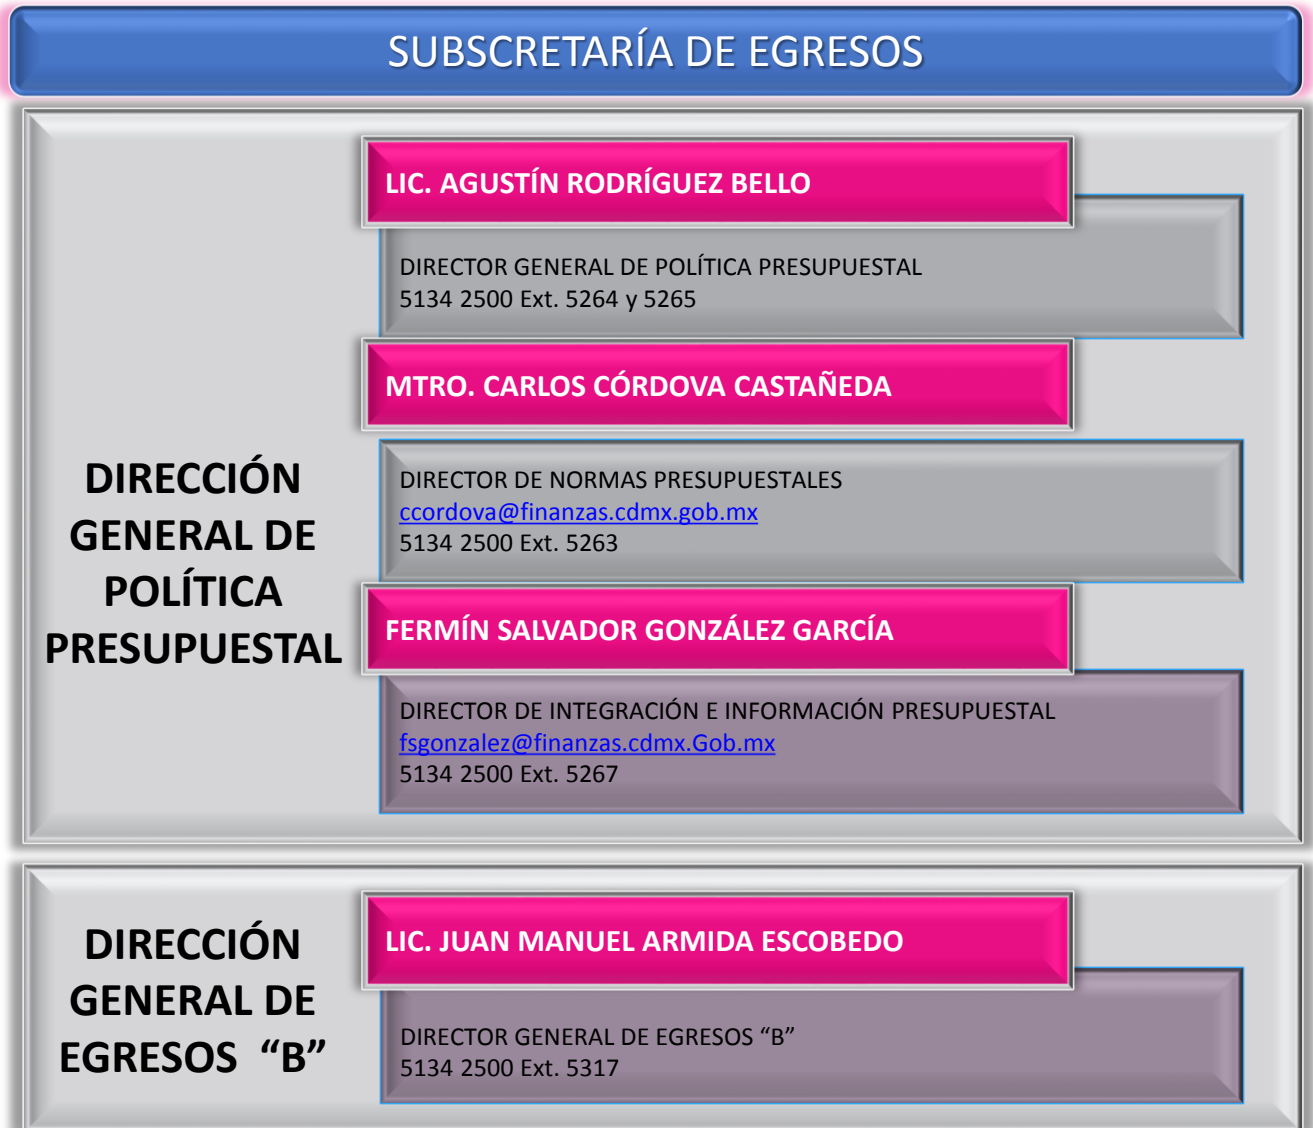 SUBSCRETARÍA DE EGRESOS
DIRECCIÓN
GENERAL DE
POLÍTICA
PRESUPUESTAL
LIC. AGUSTÍN RODRÍGUEZ BELLO
DIRECTOR GENERAL DE POLÍTICA PRESUPUESTAL
5134 2500 Ext. 5264 y 5265
MTRO. CARLOS CÓRDOVA CASTAÑEDA
DIRECTOR DE NORMAS PRESUPUESTALES
ccordova@finanzas.cdmx.gob.mx
5134 2500 Ext. 5263
FERMÍN SALVADOR GONZÁLEZ GARCÍA
DIRECTOR DE INTEGRACIÓN E INFORMACIÓN PRESUPUESTAL
fsgonzalez@finanzas.cdmx.Gob.mx
5134 2500 Ext. 5267
DIRECCIÓN
GENERAL DE
EGRESOS “B”
LIC. JUAN MANUEL ARMIDA ESCOBEDO
DIRECTOR GENERAL DE EGRESOS “B”
5134 2500 Ext. 5317